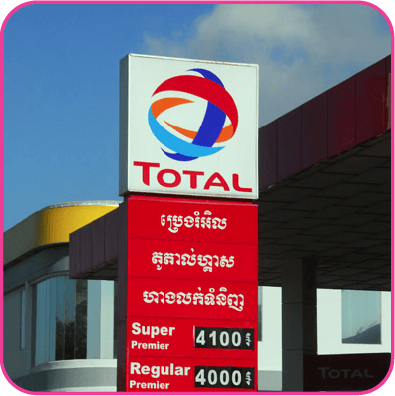 TOTAL
ប្រេងរំអិល
តូតាល់ហ្គាស
ហាងលក់ទំនិញ
Super 4100៛
Premier
Regular 4000៛
Premier
TOTAL